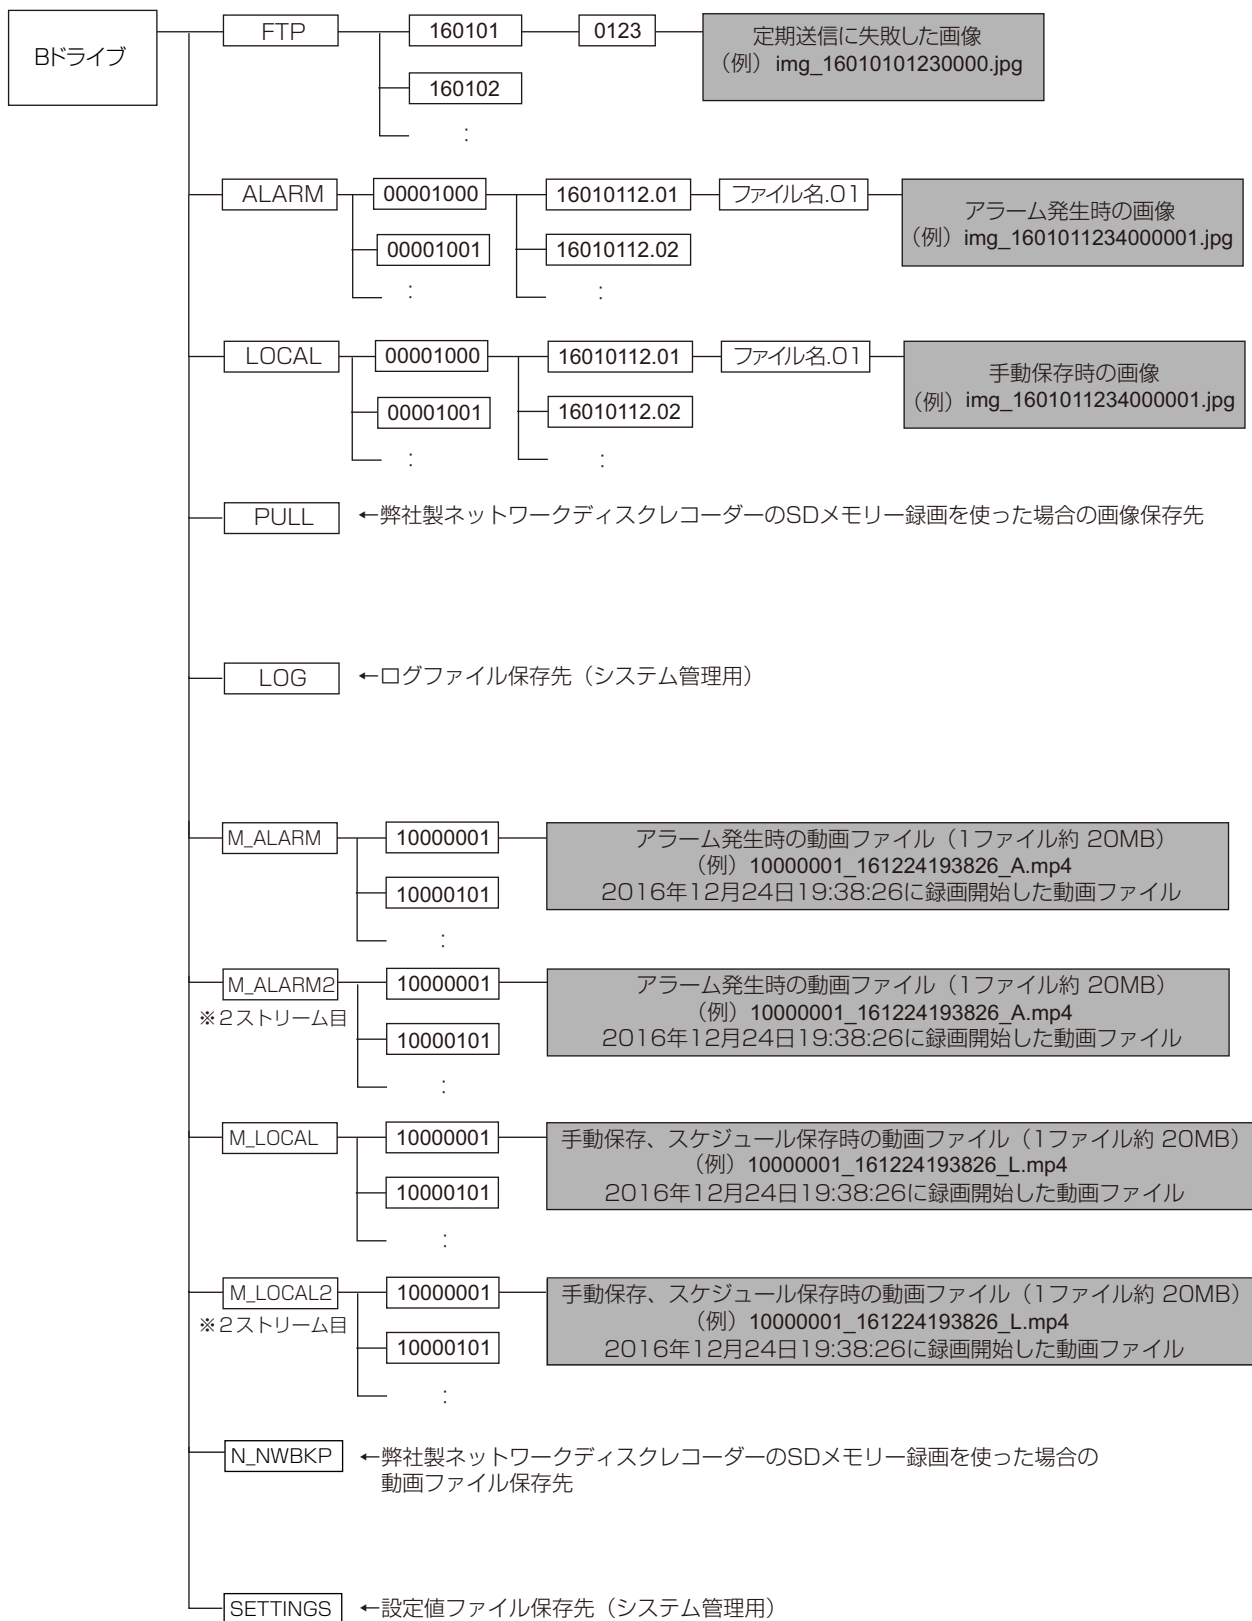 Bドライブ
FTP
160101
0123
定期送信に失敗した画像
（例）img_16010101230000.jpg
160102
:
ALARM
00001000
16010112.01
ファイル名.01
アラーム発生時の画像
（例）img_1601011234000001.jpg
00001001
16010112.02
:
:
LOCAL
00001000
16010112.01
ファイル名.01
手動保存時の画像
（例）img_1601011234000001.jpg
00001001
16010112.02
:
:
PULL
←弊社製ネットワークディスクレコーダーのSDメモリー録画を使った場合の画像保存先
LOG
←ログファイル保存先（システム管理用）
M_ALARM
10000001
アラーム発生時の動画ファイル（1ファイル約 20MB）
（例）10000001_161224193826_A.mp4
2016年12月24日19:38:26に録画開始した動画ファイル
10000101
:
M_ALARM2
※2ストリーム目
10000001
アラーム発生時の動画ファイル（1ファイル約 20MB）
（例）10000001_161224193826_A.mp4
2016年12月24日19:38:26に録画開始した動画ファイル
10000101
:
M_LOCAL
10000001
手動保存、スケジュール保存時の動画ファイル（1ファイル約 20MB）
（例）10000001_161224193826_L.mp4
2016年12月24日19:38:26に録画開始した動画ファイル
10000101
:
M_LOCAL2
※2ストリーム目
10000001
手動保存、スケジュール保存時の動画ファイル（1ファイル約 20MB）
（例）10000001_161224193826_L.mp4
2016年12月24日19:38:26に録画開始した動画ファイル
10000101
:
N_NWBKP
←弊社製ネットワークディスクレコーダーのSDメモリー録画を使った場合の
動画ファイル保存先
SETTINGS
←設定値ファイル保存先（システム管理用）